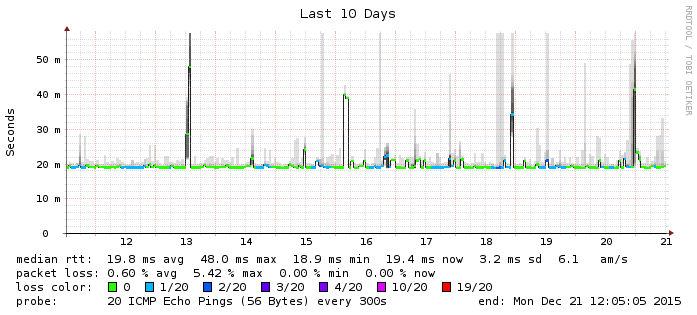 Last 10 Days
RRDTOOL / TOBI OETIKER
Seconds
50 m
40 m
30 m
20 m
10 m
0
12 13 14 15 16 17 18 19 20 21
median rtt: 19.8 ms avg 48.0 ms max 18.9 ms min 19.4 ms now 3.2 ms sd 6.1 am/s
packet loss: 0.60 % avg 5.42 % max 0.00 % min 0.00 % now
loss color: 0 1/20 2/20 3/20 4/20 10/20 19/20
probe: 20 ICMP Echo Pings (56 Bytes) every 300s end: Mon Dec 21 12:05:05 2015